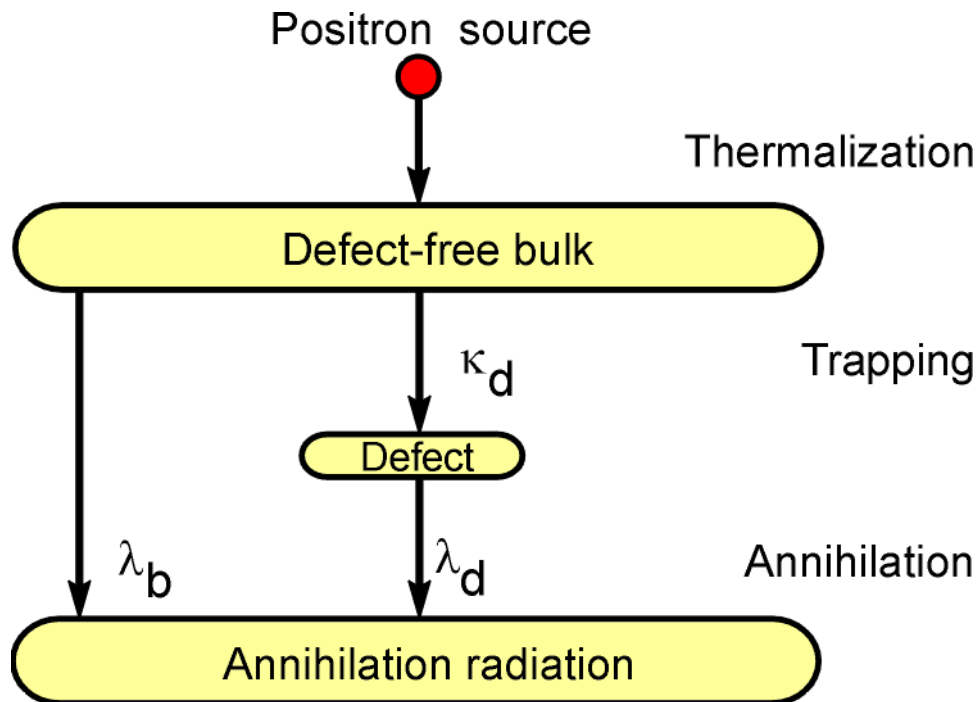 Positron source
Thermalization
Defect-free bulk
κd
Trapping
Defect
λb
λd
Annihilation
Annihilation radiation